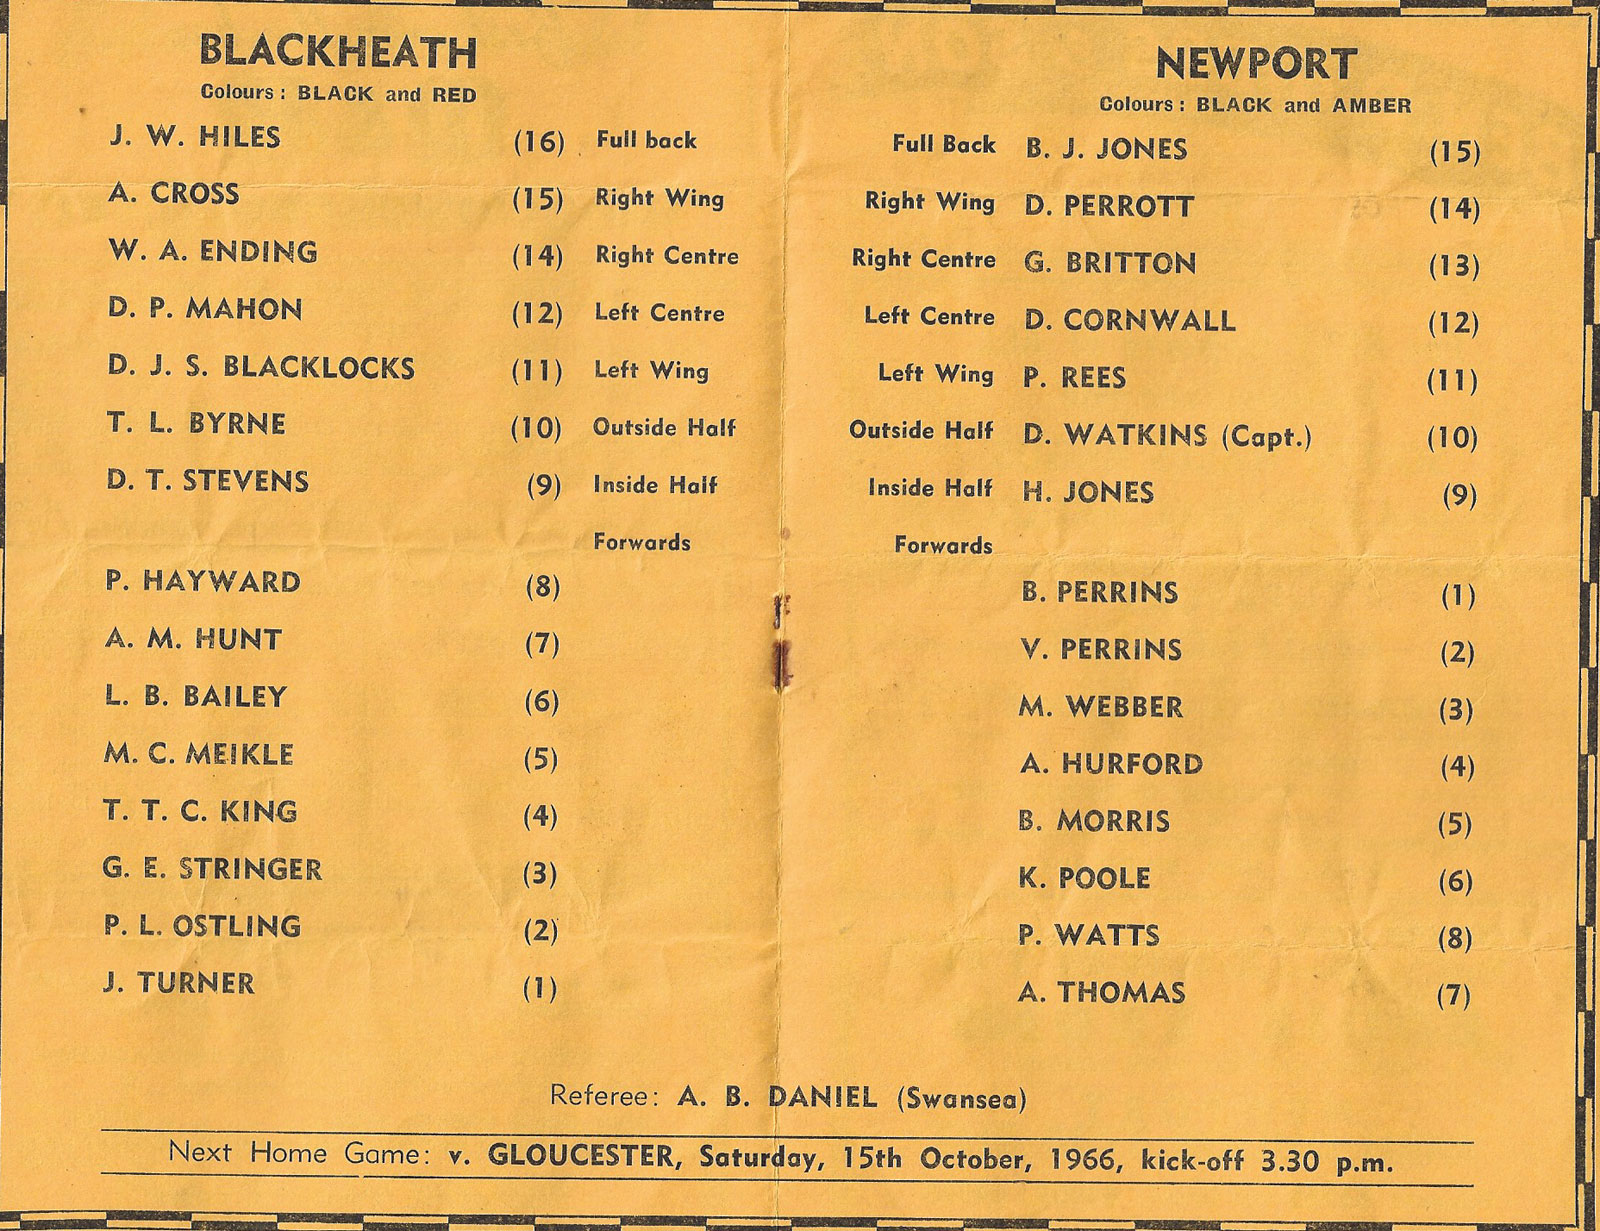 BLACKHEATH
Colours : BLACK and RED
J. W. HILES (16) Full back
A. CROSS (15) Right Wing
W. A. ENDING (14) Right Centre
D. P. MAHON (12) Left Centre
D. J. S. BLACKLOCKS (11) Left Wing
T. L. BYRNE (10) Outside Half
D. T. STEVENS (9) Inside Half
Forwards
P. HAYWARD (8)
A. M. HUNT (7)
L. B. BAILEY (6)
M. C. MEIKLE (5)
T. T. C. KING (4)
G. E. STRINGER (3)
P. L. OSTLING (2)
J. TURNER (1)
NEWPORT
Colours : BLACK and AMBER
Full Back B. J. JONES (15)
Right Wing D. PERROTT (14)
Right Centre G. BRITTON (13)
Left Centre D. CORNWALL (12)
Left Wing P. REES (11)
Outside Half D. WATKINS (Capt.) (10)
Inside Half H. JONES (9)
Forwards
B. PERRINS (1)
V. PERRINS (2)
M. WEBBER (3)
A. HURFORD (4)
B. MORRIS (5)
K. POOLE (6)
P. WATTS (8)
A. THOMAS (7)
Referee: A. B. DANIEL (Swansea)
Next Home Game: v. GLOUCESTER, Saturday, 15th October, 1966, kick-off 3.30 p.m.